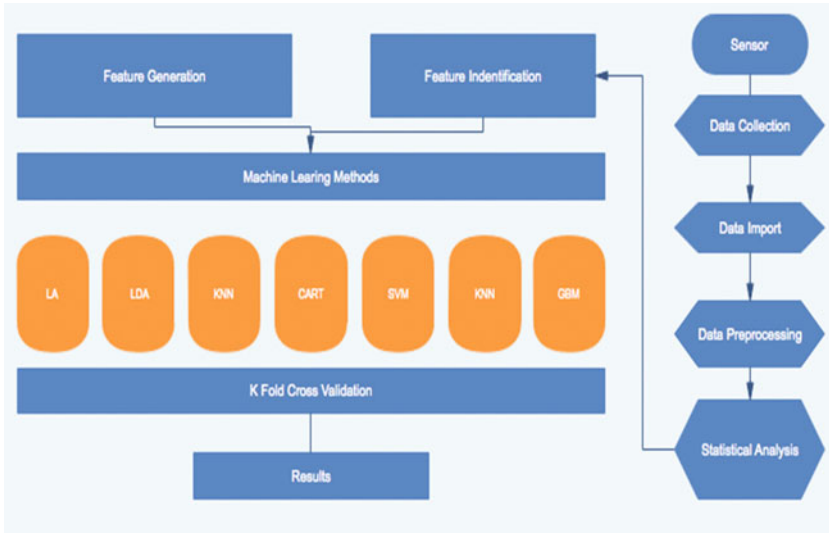 Feature Generation
Feature Indentification
Sensor
Data Collection
Machine Learing Methods
Data Import
LA
LDA
KNN
CART
SVM
KNN
GBM
Data Preprocessing
K Fold Cross Validation
Statistical Analysis
Results